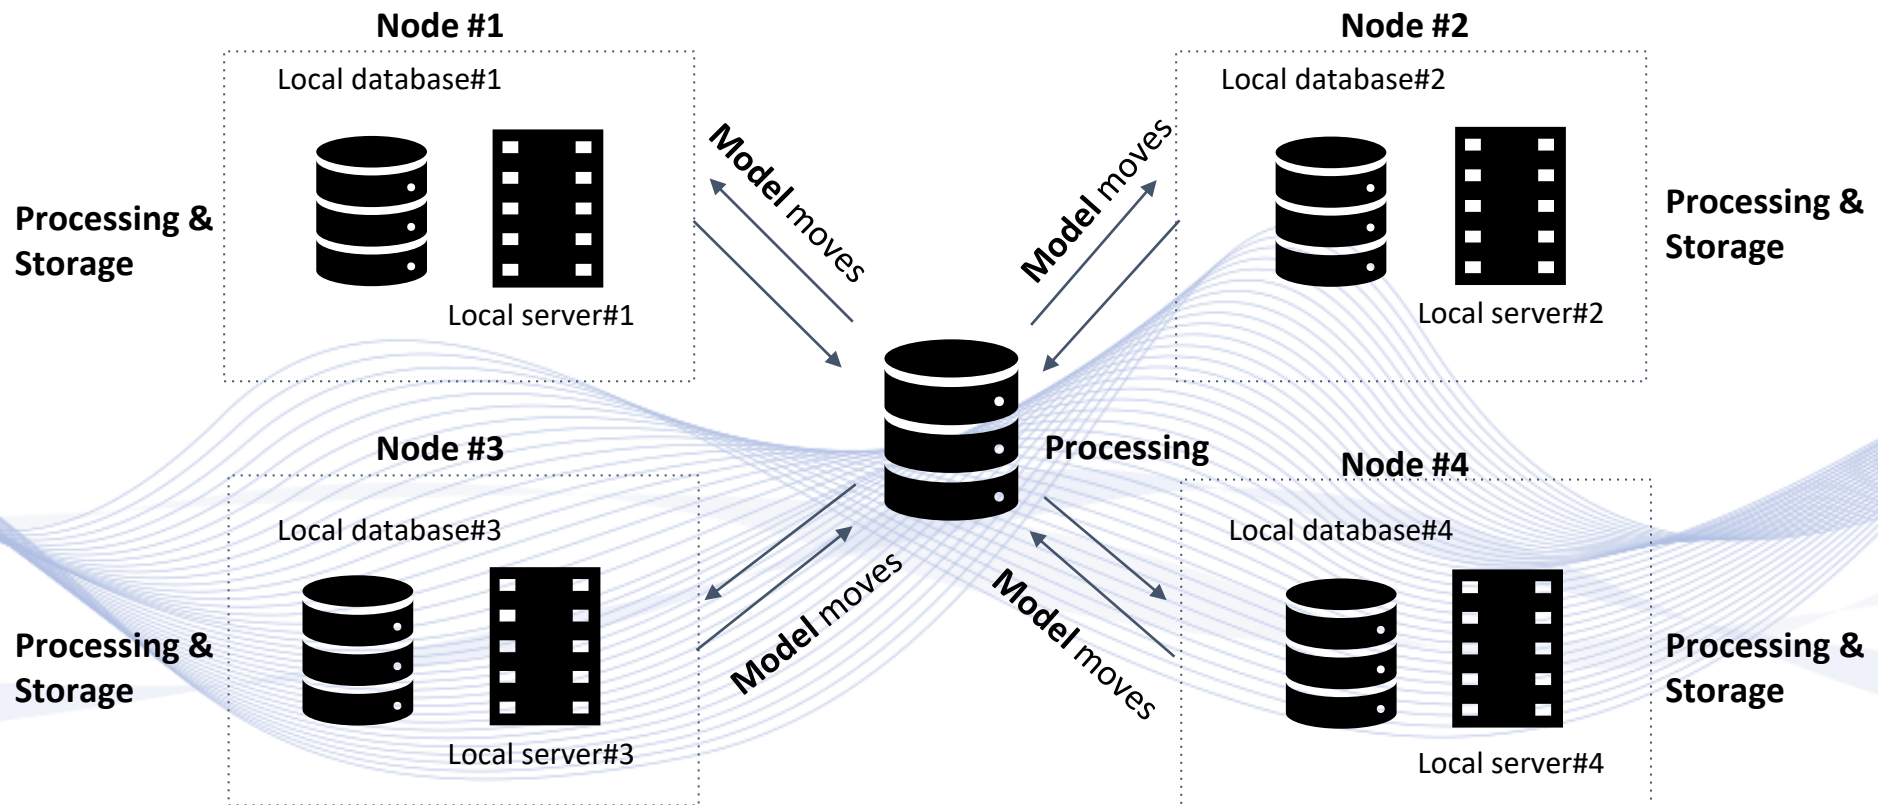 Node #1
Local database#1
Processing &
Storage
Local server#1
Model moves
Node #2
Local database#2
Model moves
Processing &
Storage
Local server#2
Processing
Node #3
Local database#3
Processing &
Storage
Local server#3
Model moves
Node #4
Local database#4
Model moves
Processing &
Storage
Local server#4